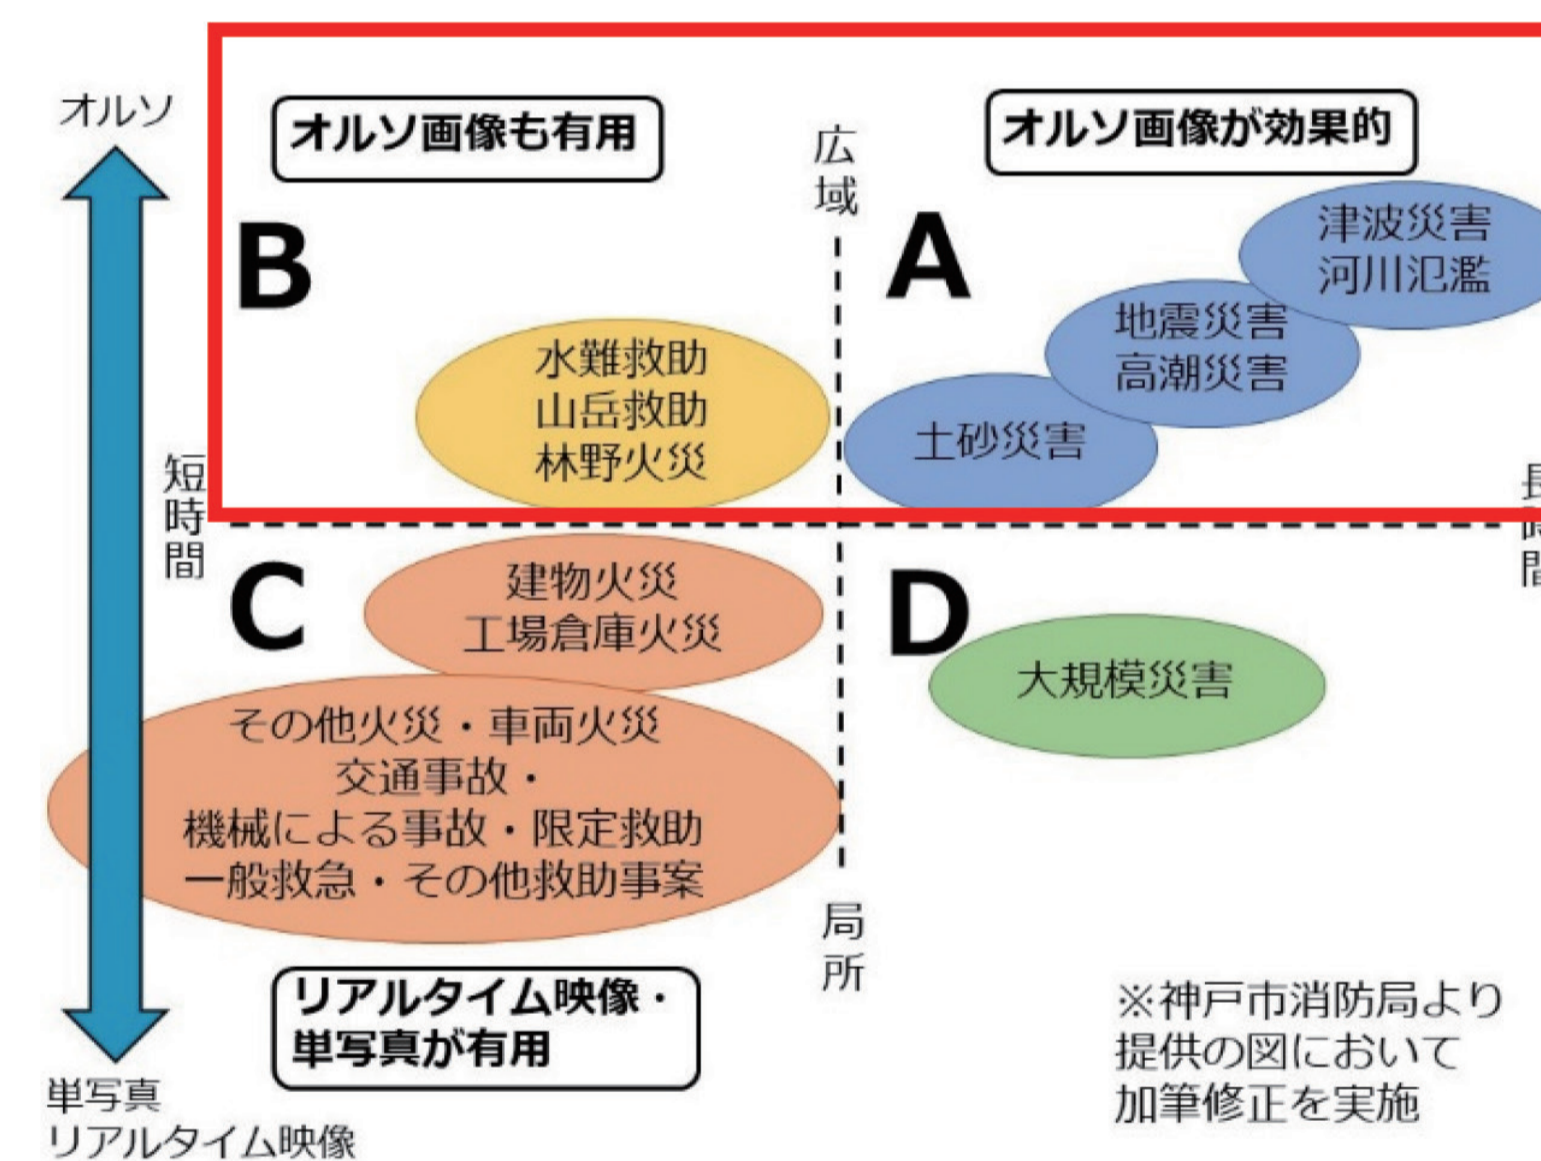 オルソ
オルソ画像も有用
広域
オルソ画像が効果的
B
A
津波災害
河川氾濫
地震災害
高潮災害
水難救助
山岳救助
林野火災
土砂災害
短時間
長時間
C
建物火災
工場倉庫火災
D
大規模災害
その他火災・車両火災
交通事故・
機械による事故・限定救助
一般救急・その他救助事案
局所
リアルタイム映像・
単写真が有用
※神戸市消防局より
提供の図において
加筆修正を実施
単写真
リアルタイム映像